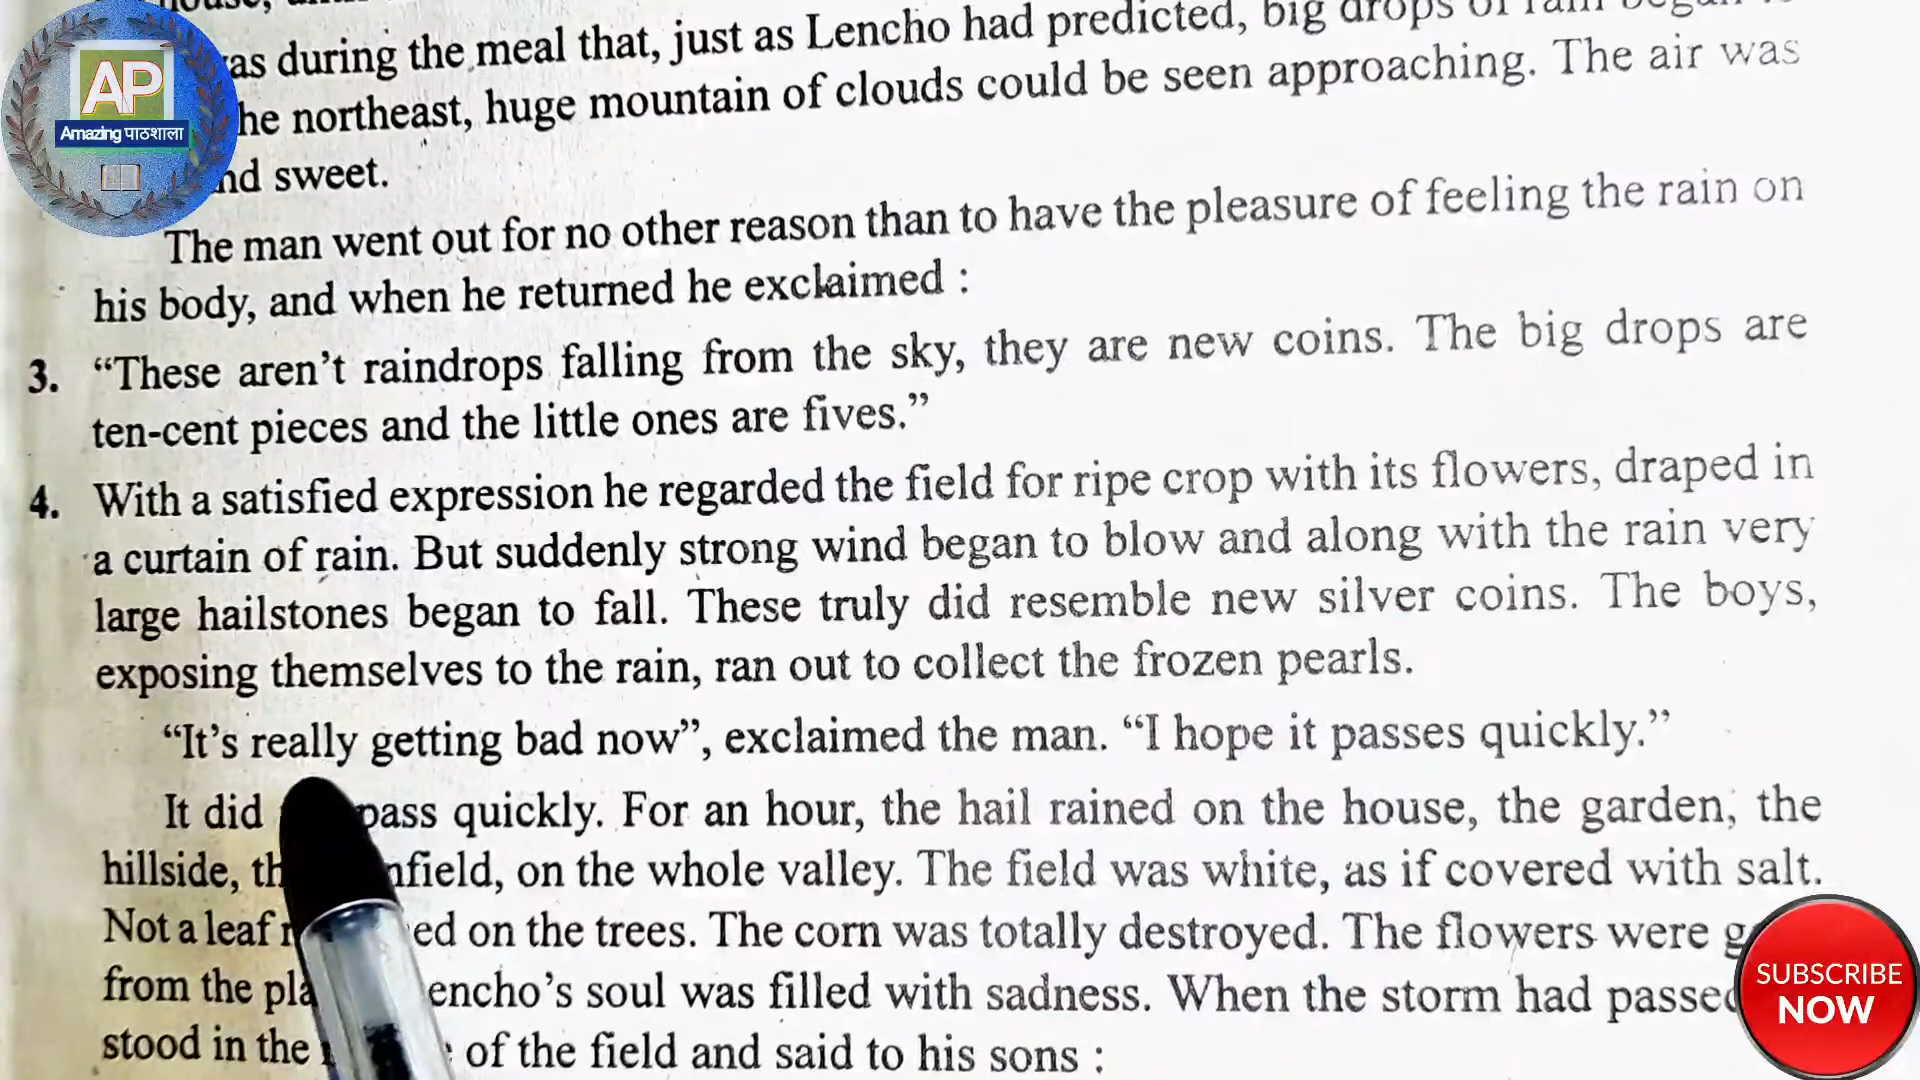 as during the meal that, just as Lencho had predicted, big drops of rain began
he northeast, huge mountain of clouds could be seen approaching. The air was
nd sweet.
The man went out for no other reason than to have the pleasure of feeling the rain on
his body, and when he returned he exclaimed :
3. “These aren’t raindrops falling from the sky, they are new coins. The big drops are
ten-cent pieces and the little ones are fives.”
4. With a satisfied expression he regarded the field for ripe crop with its flowers, draped in
a curtain of rain. But suddenly strong wind began to blow and along with the rain very
large hailstones began to fall. These truly did resemble new silver coins. The boys,
exposing themselves to the rain, ran out to collect the frozen pearls.
“It’s really getting bad now”, exclaimed the man. “I hope it passes quickly.”
It did pass quickly. For an hour, the hail rained on the house, the garden, the
hillside, th nfield, on the whole valley. The field was white, as if covered with salt.
Not a leaf r ed on the trees. The corn was totally destroyed. The flowers were g
from the pla encho’s soul was filled with sadness. When the storm had passed
stood in the of the field and said to his sons :
AP
Amazing पाठशाला
SUBSCRIBE
NOW